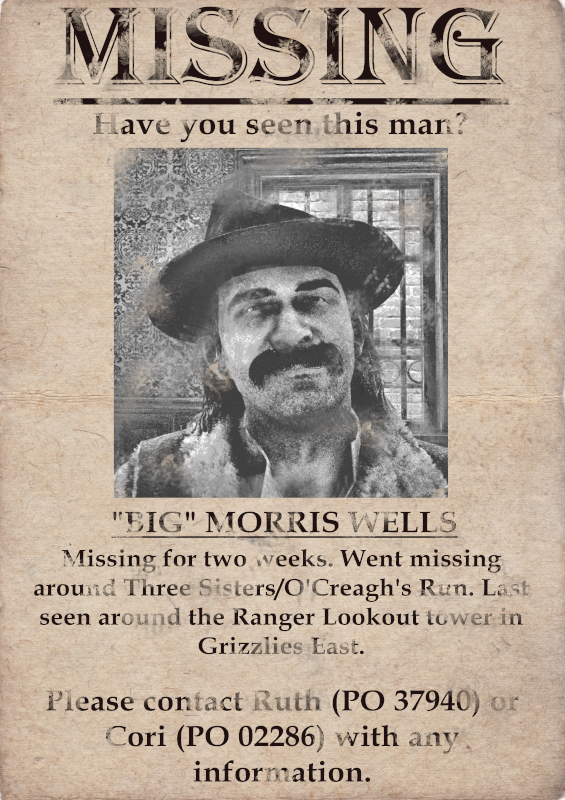 MISSING
Have you seen this man?
"BIG" MORRIS WELLS
Missing for two weeks. Went missing
around Three Sisters/O'Creagh's Run. Last
seen around the Ranger Lookout tower in
Grizzlies East.
Please contact Ruth (PO 37940) or
Cori (PO 02286) with any
information.